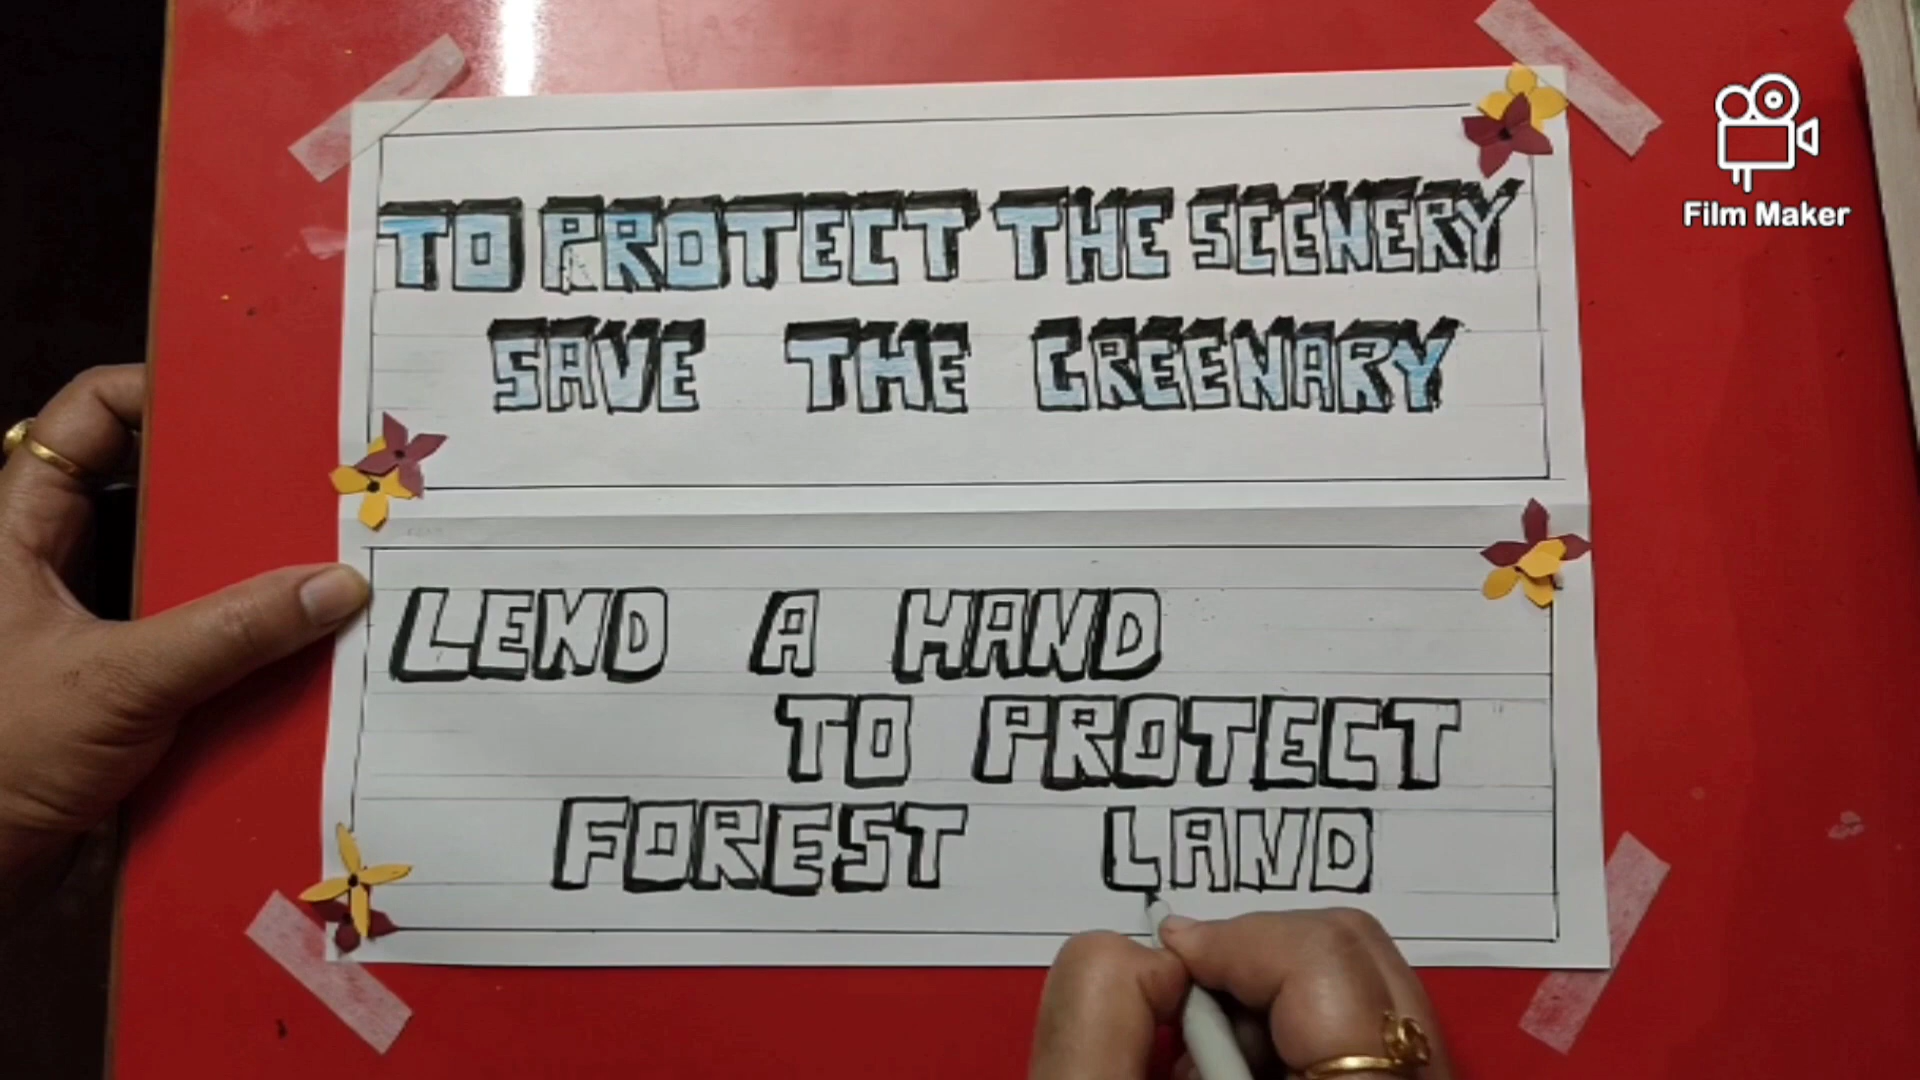 TO PROTECT THE SCENERY
SAVE THE GREENARY
LEND A HAND
TO PROTECT
FOREST LAND
Film Maker